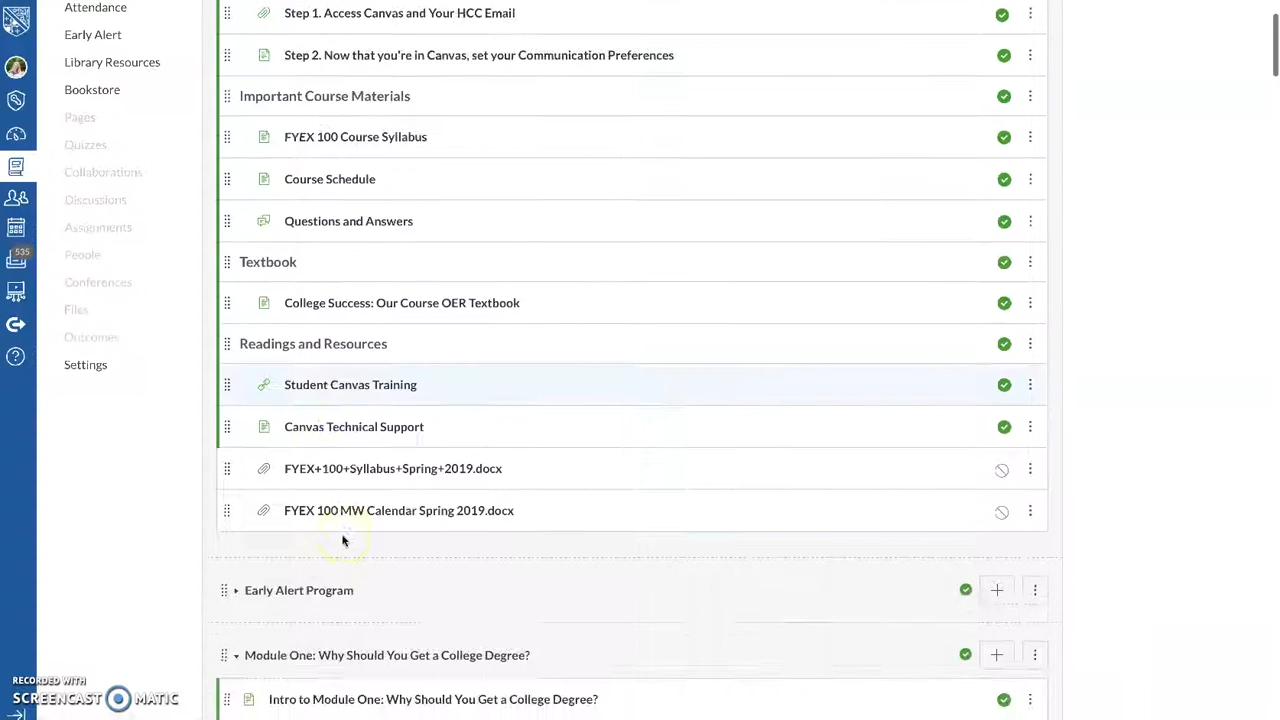 Attendance
Early Alert
Library Resources
Bookstore
Pages
Quizzes
Collaborations
Discussions
Assignments
People
Conferences
Files
Outcomes
Settings
535
Step 1. Access Canvas and Your HCC Email
Step 2. Now that you're in Canvas, set your Communication Preferences
Important Course Materials
FYEX 100 Course Syllabus
Course Schedule
Questions and Answers
Textbook
College Success: Our Course OER Textbook
Readings and Resources
Student Canvas Training
Canvas Technical Support
FYEX+100+Syllabus+Spring+2019.docx
FYEX 100 MW Calendar Spring 2019.docx
Early Alert Program
Module One: Why Should You Get a College Degree?
Intro to Module One: Why Should You Get a College Degree?
RECORDED WITH
SCREENCAST MATIC